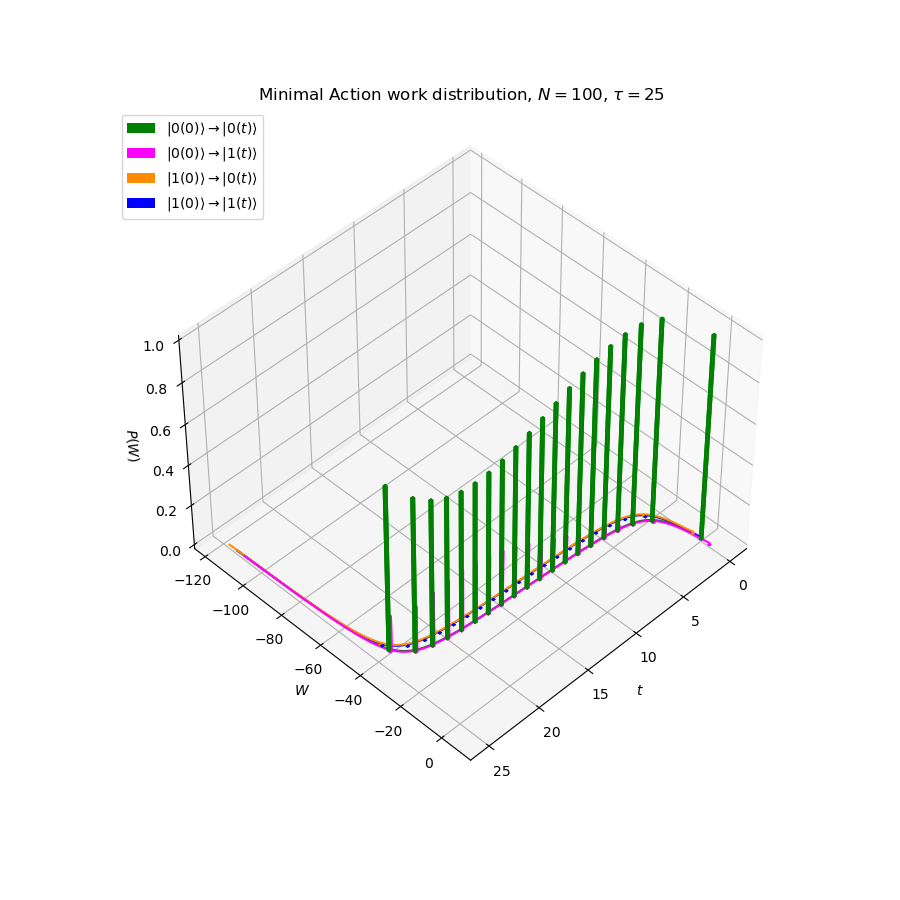 Minimal Action work distribution, N = 100, τ = 25
|0(0)⟩ → |0(t)⟩
|0(0)⟩ → |1(t)⟩
|1(0)⟩ → |0(t)⟩
|1(0)⟩ → |1(t)⟩
1.0
0.8
0.6
0.4
0.2
0.0
P(W)
−120
−100
−80
−60
−40
−20
0
W
0
5
10
15
20
25
t